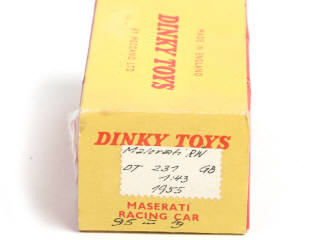 MADE IN ENGLAND
DINKY TOYS
BY MECCANO LTD
DINKY TOYS
Maserati RN
DT 231 GB
1:43
1955
MASERATI
RACING CAR
95 — 9